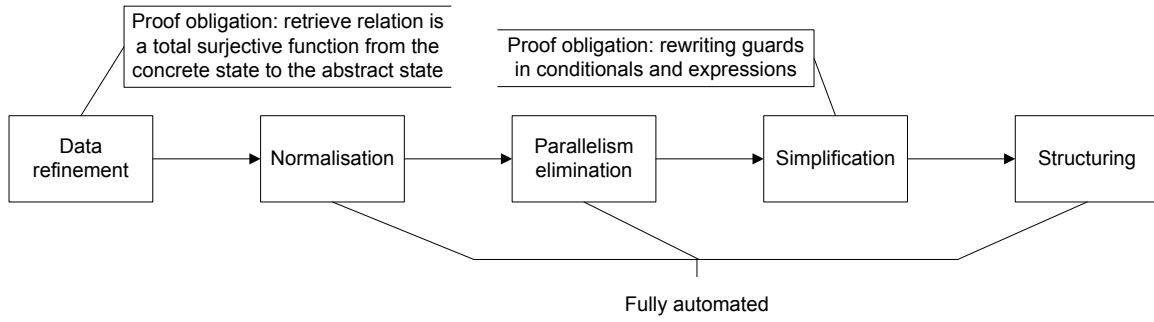 Proof obligation: retrieve relation is
a total surjective function from the
concrete state to the abstract state
Proof obligation: rewriting guards
in conditionals and expressions
Data
refinement
Normalisation
Parallelism
elimination
Simplification
Structuring
Fully automated